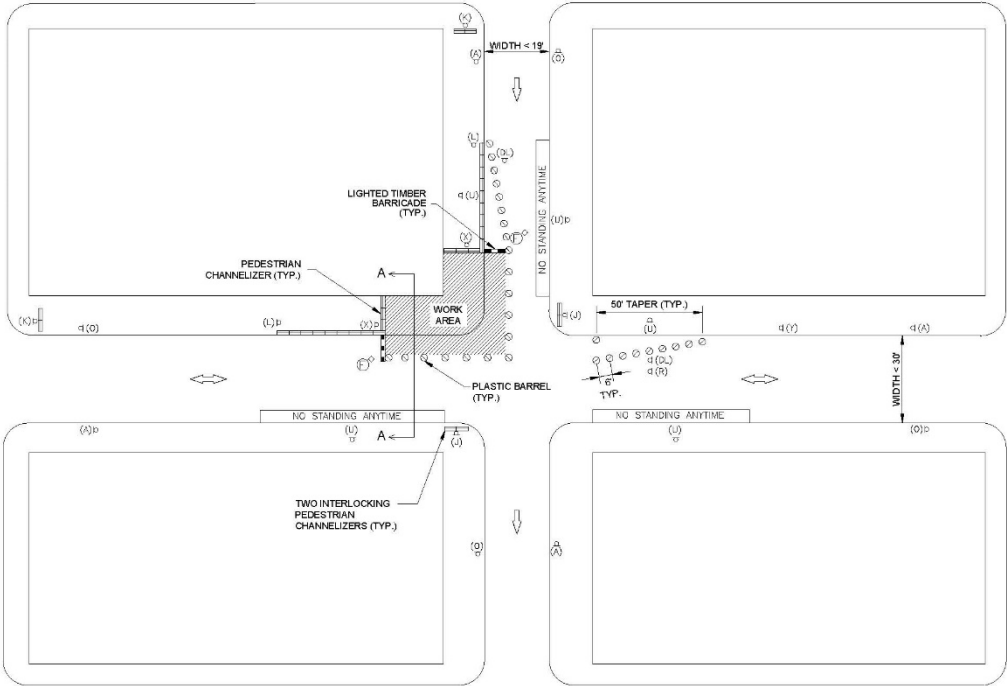 (K)
(A)
WIDTH < 19'
(O)
(L)
(DL)
LIGHTED TIMBER
BARRICADE
(TYP.)
(U)
(X)
(F)
NO STANDING ANYTIME
(U)
PEDESTRIAN
CHANNELIZER (TYP.)
A
WORK
AREA
50' TAPER (TYP.)
(K)
(O)
(L)
(X)
(J)
(U)
(Y)
(A)
(F)
PLASTIC BARREL
(TYP.)
(DL)
(R)
6'
TYP.
WIDTH < 30'
NO STANDING ANYTIME
NO STANDING ANYTIME
(A)
(U)
A
(J)
(U)
(O)
TWO INTERLOCKING
PEDESTRIAN
CHANNELIZERS (TYP.)
(O)
(A)